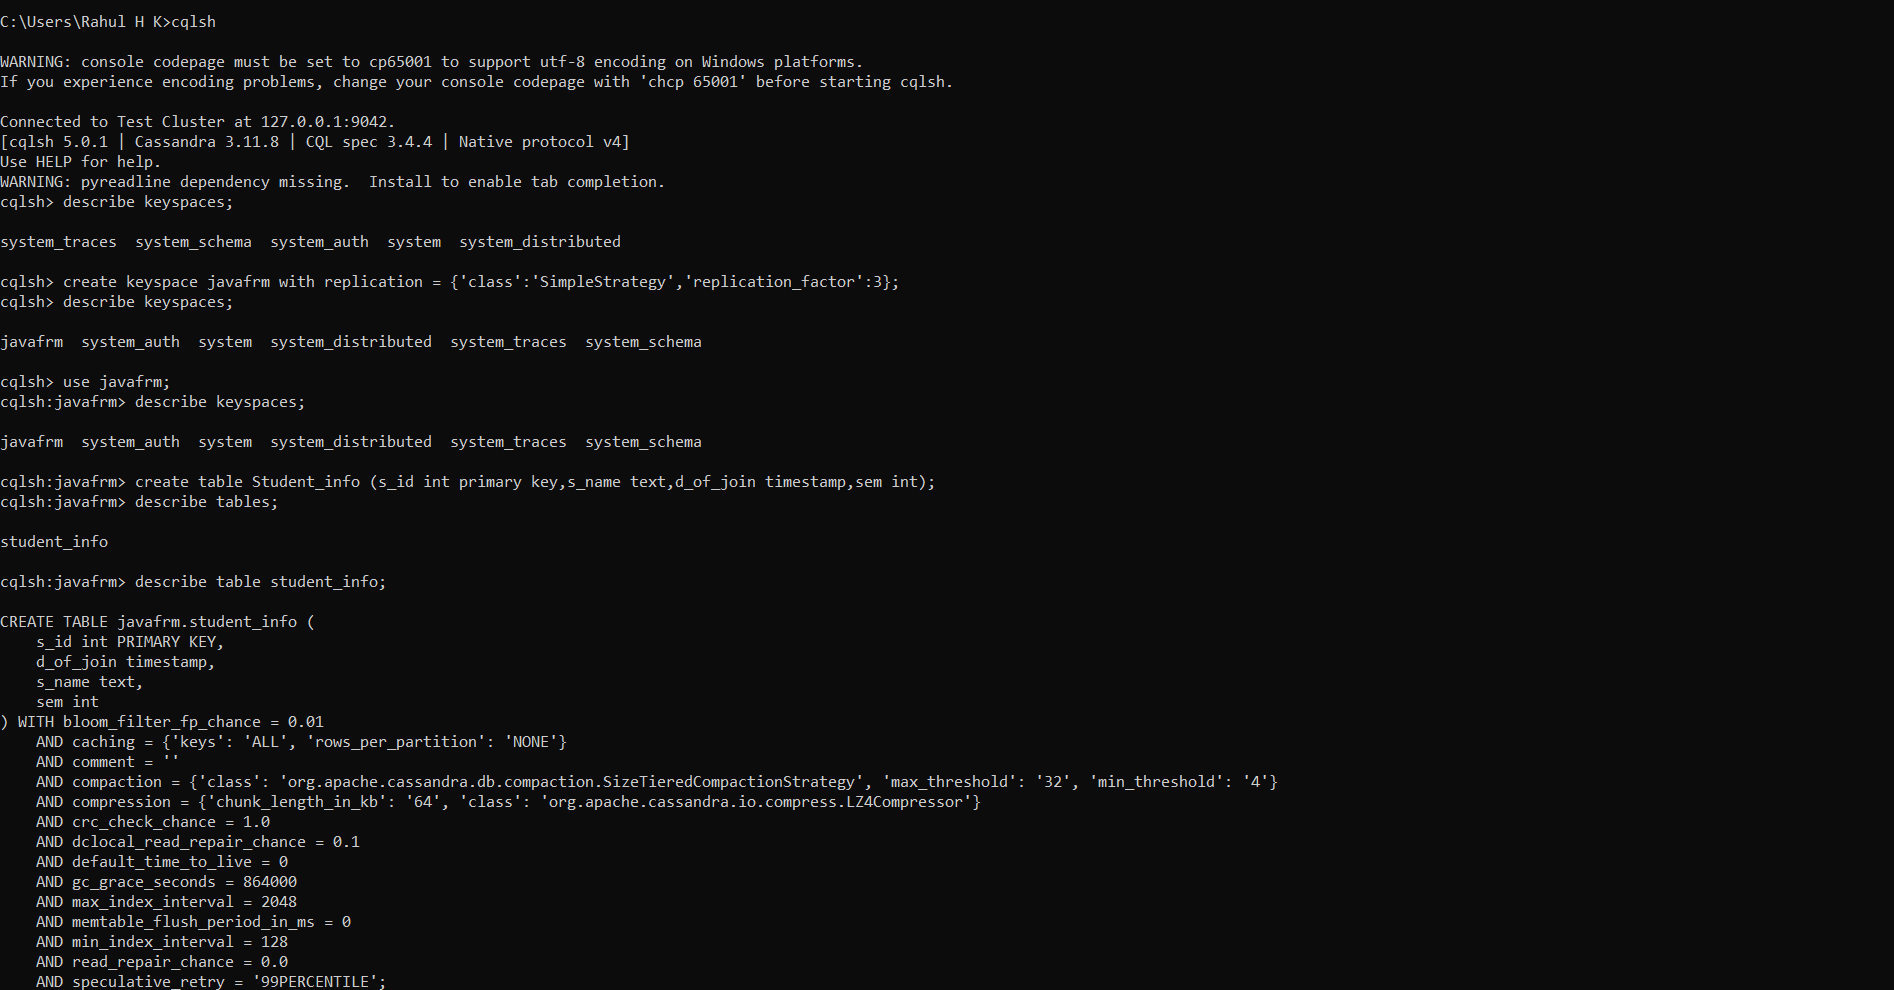 C:\Users\Rahul H K>cqlsh
WARNING: console codepage must be set to cp65001 to support utf-8 encoding on Windows platforms.
If you experience encoding problems, change your console codepage with 'chcp 65001' before starting cqlsh.
Connected to Test Cluster at 127.0.0.1:9042.
[cqlsh 5.0.1 | Cassandra 3.11.8 | CQL spec 3.4.4 | Native protocol v4]
Use HELP for help.
WARNING: pyreadline dependency missing.  Install to enable tab completion.
cqlsh> describe keyspaces;
system_traces  system_schema  system_auth  system  system_distributed
cqlsh> create keyspace javafrm with replication = {'class':'SimpleStrategy','replication_factor':3};
cqlsh> describe keyspaces;
javafrm  system_auth  system  system_distributed  system_traces  system_schema
cqlsh> use javafrm;
cqlsh:javafrm> describe keyspaces;
javafrm  system_auth  system  system_distributed  system_traces  system_schema
cqlsh:javafrm> create table Student_info (s_id int primary key,s_name text,d_of_join timestamp,sem int);
cqlsh:javafrm> describe tables;
student_info
cqlsh:javafrm> describe table student_info;
CREATE TABLE javafrm.student_info (
    s_id int PRIMARY KEY,
    d_of_join timestamp,
    s_name text,
    sem int
) WITH bloom_filter_fp_chance = 0.01
    AND caching = {'keys': 'ALL', 'rows_per_partition': 'NONE'}
    AND comment = ''
    AND compaction = {'class': 'org.apache.cassandra.db.compaction.SizeTieredCompactionStrategy', 'max_threshold': '32', 'min_threshold': '4'}
    AND compression = {'chunk_length_in_kb': '64', 'class': 'org.apache.cassandra.io.compress.LZ4Compressor'}
    AND crc_check_chance = 1.0
    AND dclocal_read_repair_chance = 0.1
    AND default_time_to_live = 0
    AND gc_grace_seconds = 864000
    AND max_index_interval = 2048
    AND memtable_flush_period_in_ms = 0
    AND min_index_interval = 128
    AND read_repair_chance = 0.0
    AND speculative_retry = '99PERCENTILE';